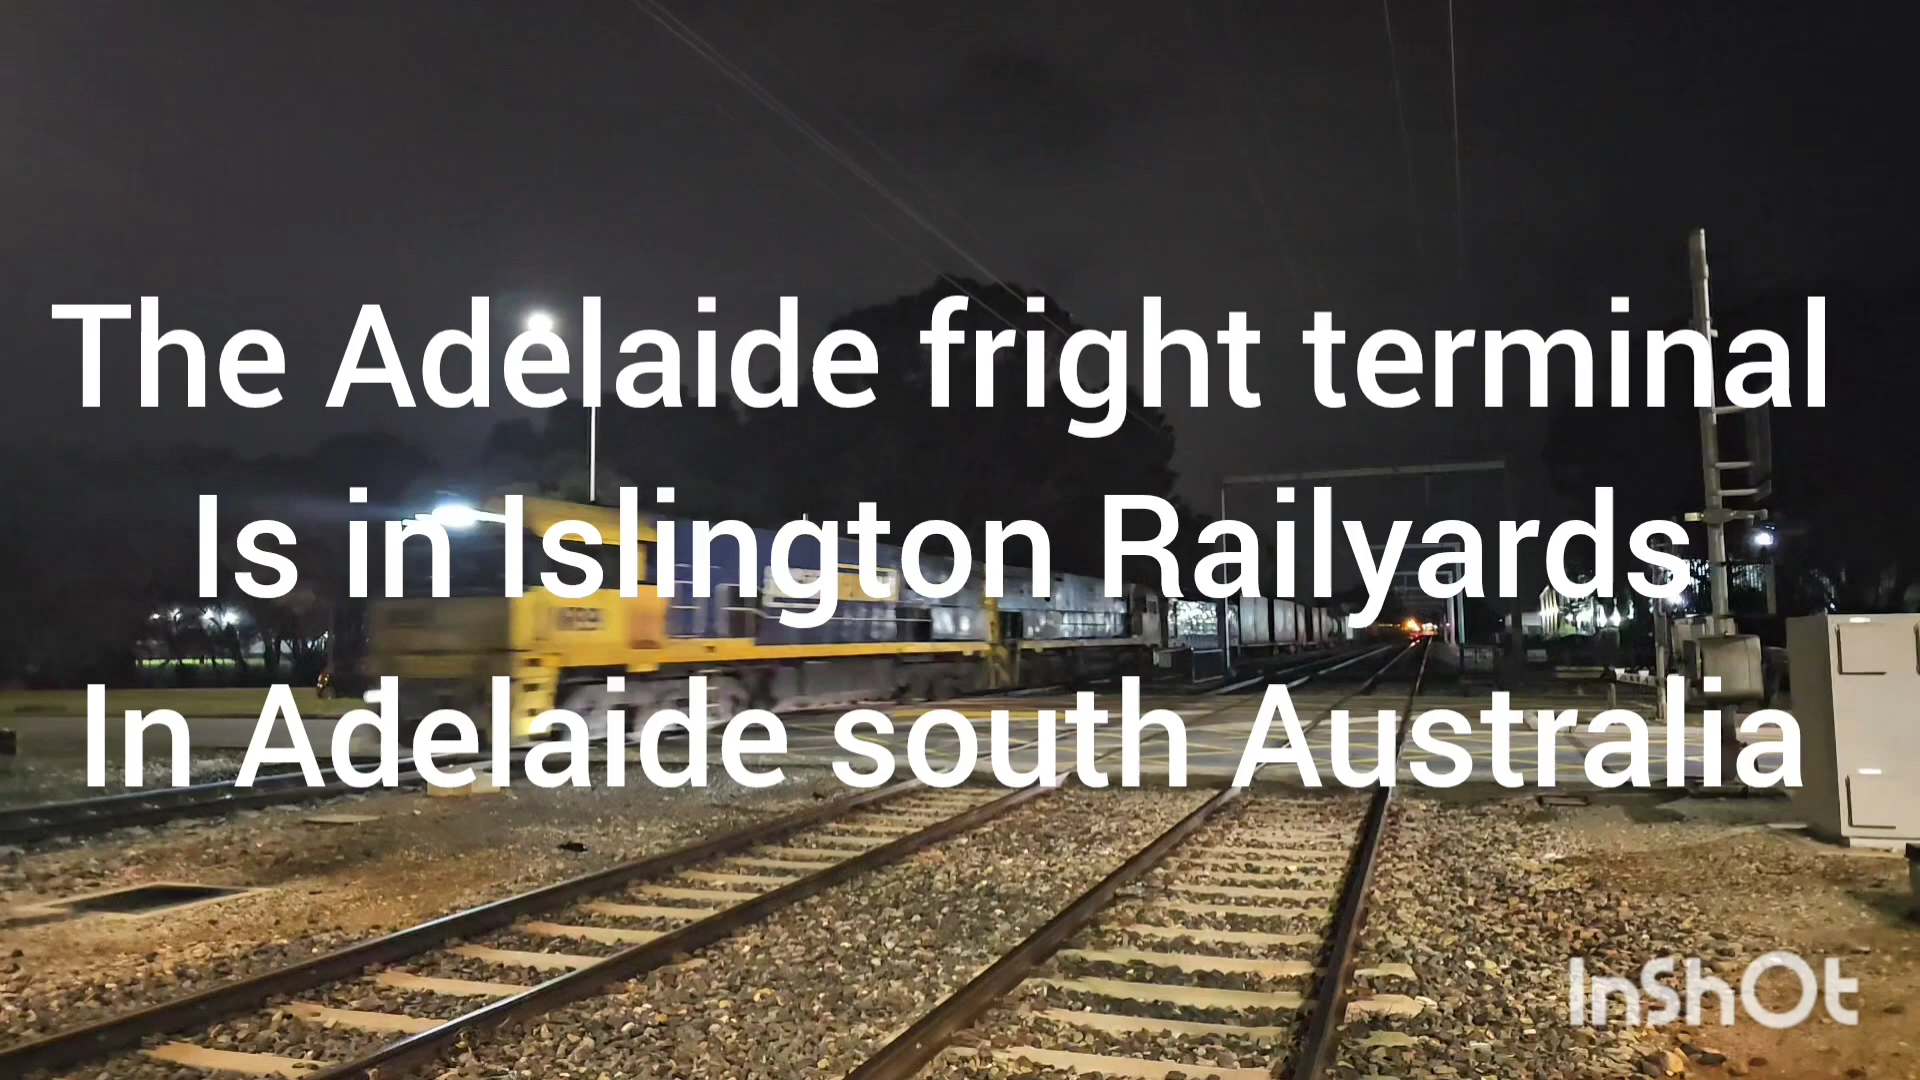 The Adelaide fright terminal
Is in Islington Railyards
In Adelaide south Australia
InShOt